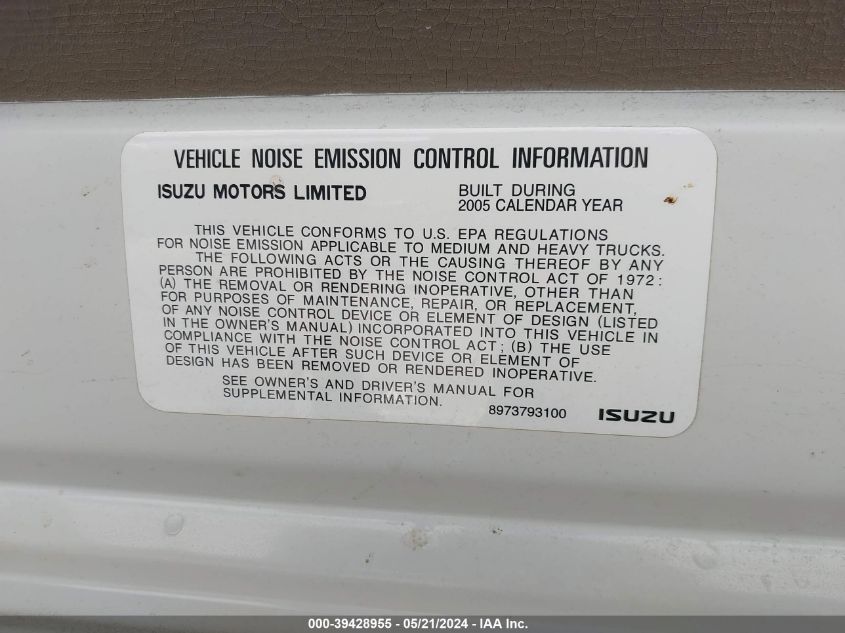 VEHICLE NOISE EMISSION CONTROL INFORMATION
ISUZU MOTORS LIMITED
BUILT DURING
2005 CALENDAR YEAR
THIS VEHICLE CONFORMS TO U.S. EPA REGULATIONS
FOR NOISE EMISSION APPLICABLE TO MEDIUM AND HEAVY TRUCKS.
THE FOLLOWING ACTS OR THE CAUSING THEREOF BY ANY
PERSON ARE PROHIBITED BY THE NOISE CONTROL ACT OF 1972:
(A) THE REMOVAL OR RENDERING INOPERATIVE, OTHER THAN
FOR PURPOSES OF MAINTENANCE, REPAIR, OR REPLACEMENT,
OF ANY NOISE CONTROL DEVICE OR ELEMENT OF DESIGN (LISTED
IN THE OWNER'S MANUAL) INCORPORATED INTO THIS VEHICLE IN
COMPLIANCE WITH THE NOISE CONTROL ACT; (B) THE USE
OF THIS VEHICLE AFTER SUCH DEVICE OR ELEMENT OF
DESIGN HAS BEEN REMOVED OR RENDERED INOPERATIVE.
SEE OWNER'S AND DRIVER'S MANUAL FOR
SUPPLEMENTAL INFORMATION.
8973793100
ISUZU
000-39428955 - 05/21/2024 - IAA Inc.